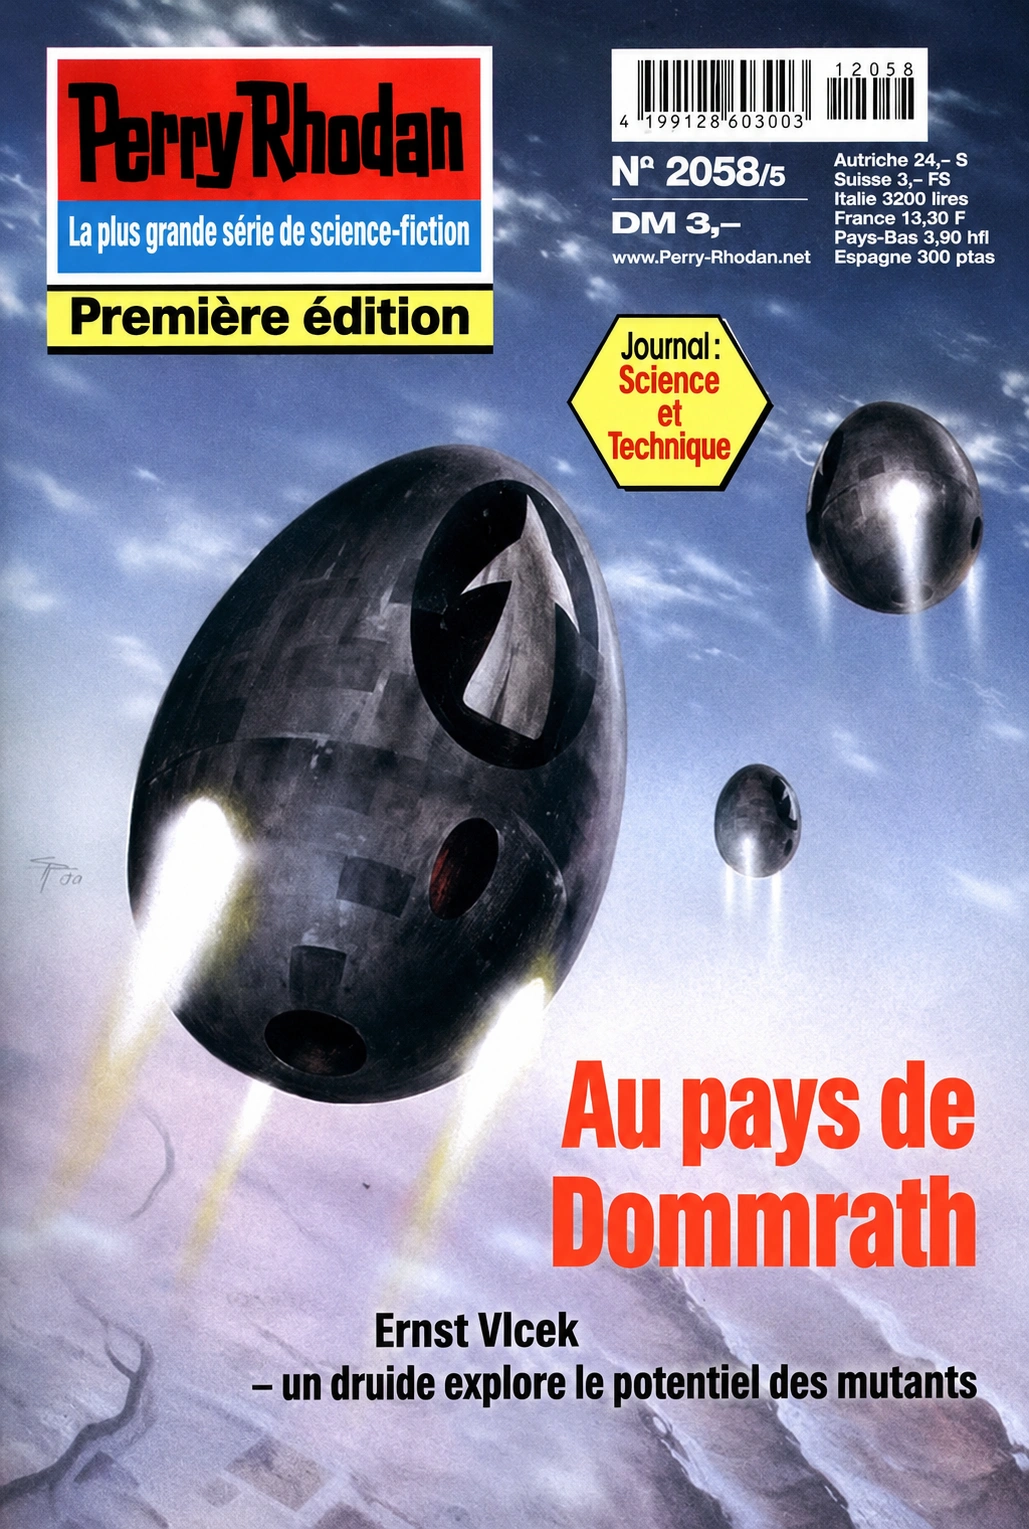 Perry Rhodan
La plus grande série de science-fiction
Première édition
12058
4 199128 603003
Nº 2058/5
DM 3,–
www.Perry-Rhodan.net
Autriche 24,– S
Suisse 3,– FS
Italie 3200 lires
France 13,30 F
Pays-Bas 3,90 hfl
Espagne 300 ptas
Journal :
Science
et
Technique
Au pays de
Dommrath
Ernst Vlcek
– un druide explore le potentiel des mutants